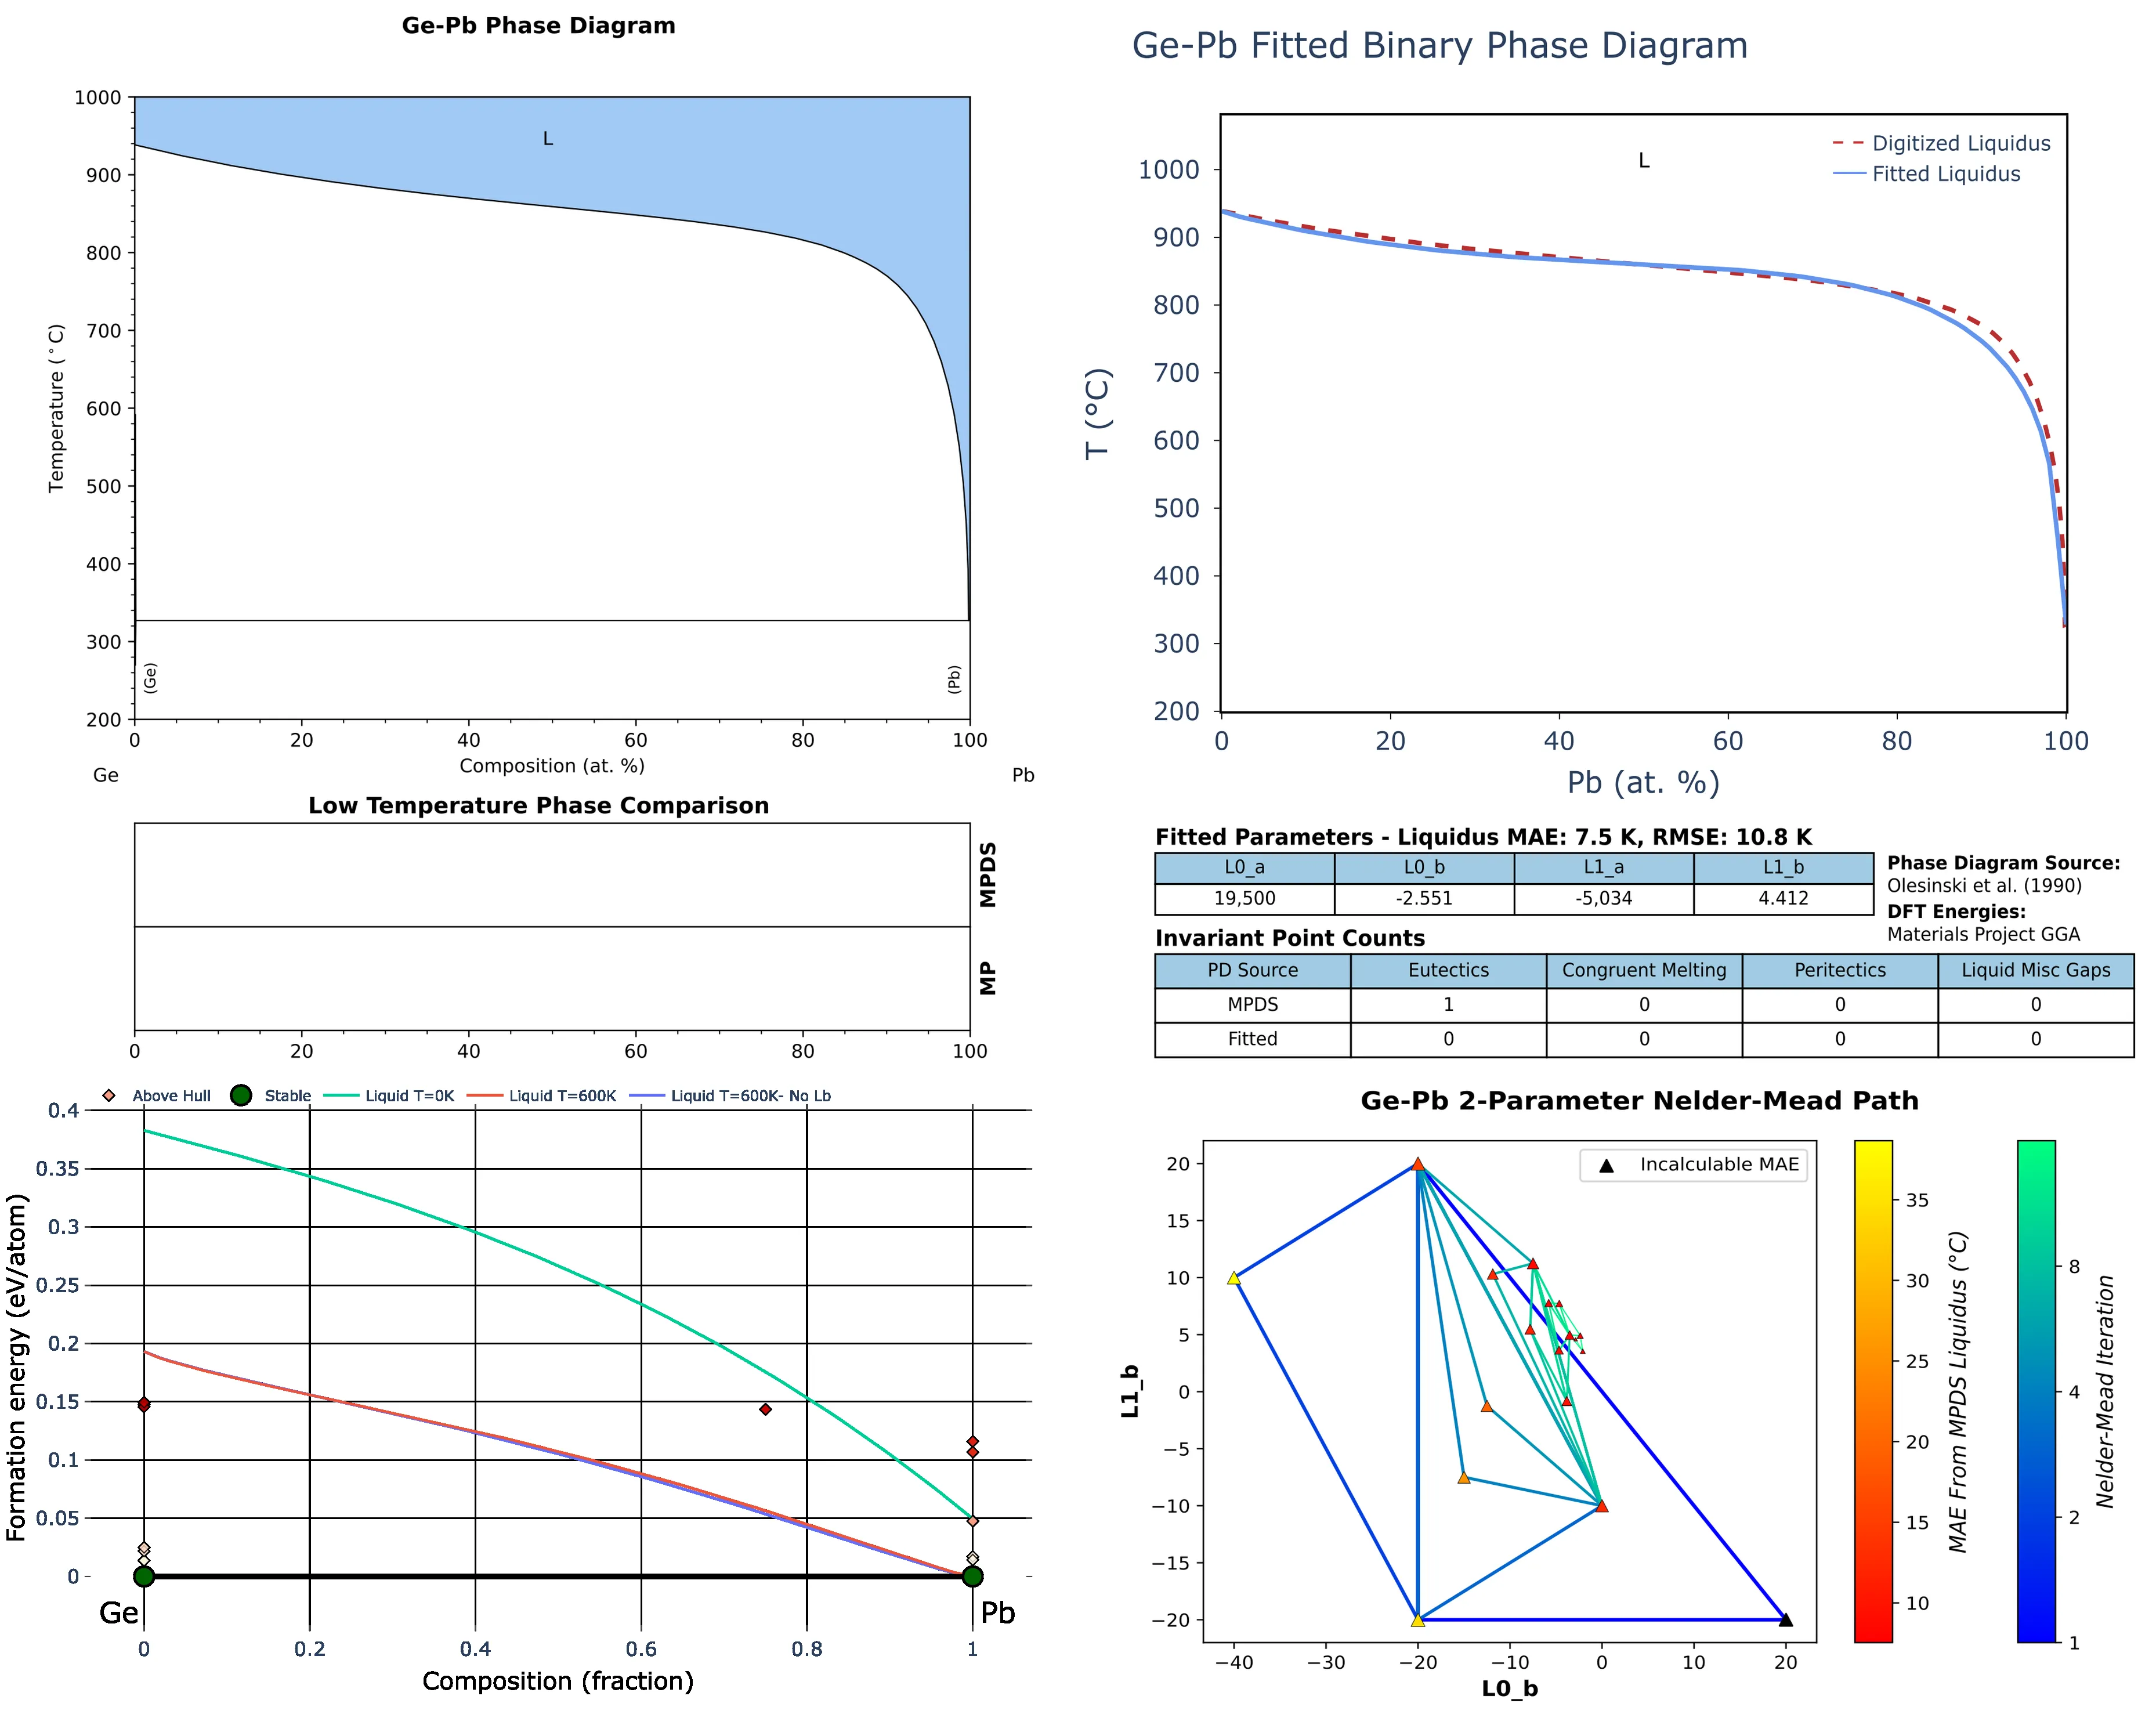 Ge-Pb Phase Diagram
1000
900
800
700
600
500
400
300
200
Temperature (°C)
L
(Ge)
(Pb)
0 20 40 60 80 100
Composition (at. %)
Ge Pb
Ge-Pb Fitted Binary Phase Diagram
1000
900
800
700
600
500
400
300
200
T (°C)
L
Digitized Liquidus
Fitted Liquidus
0 20 40 60 80 100
Pb (at. %)
Low Temperature Phase Comparison
MPDS
MP
0 20 40 60 80 100
Fitted Parameters - Liquidus MAE: 7.5 K, RMSE: 10.8 K
L0_a L0_b L1_a L1_b
19,500 -2.551 -5,034 4.412
Phase Diagram Source:
Olesinski et al. (1990)
DFT Energies:
Materials Project GGA
Invariant Point Counts
PD Source Eutectics Congruent Melting Peritectics Liquid Misc Gaps
MPDS 1 0 0 0
Fitted 0 0 0 0
Above Hull Stable Liquid T=0K Liquid T=600K Liquid T=600K- No Lb
0.4
0.35
0.3
0.25
0.2
0.15
0.1
0.05
0
Formation energy (eV/atom)
Ge Pb
0 0.2 0.4 0.6 0.8 1
Composition (fraction)
Ge-Pb 2-Parameter Nelder-Mead Path
Incalculable MAE
20
15
10
5
0
−5
−10
−15
−20
L1_b
−40 −30 −20 −10 0 10 20
L0_b
35
30
25
20
15
10
MAE From MPDS Liquidus (°C)
8
4
2
1
Nelder-Mead Iteration